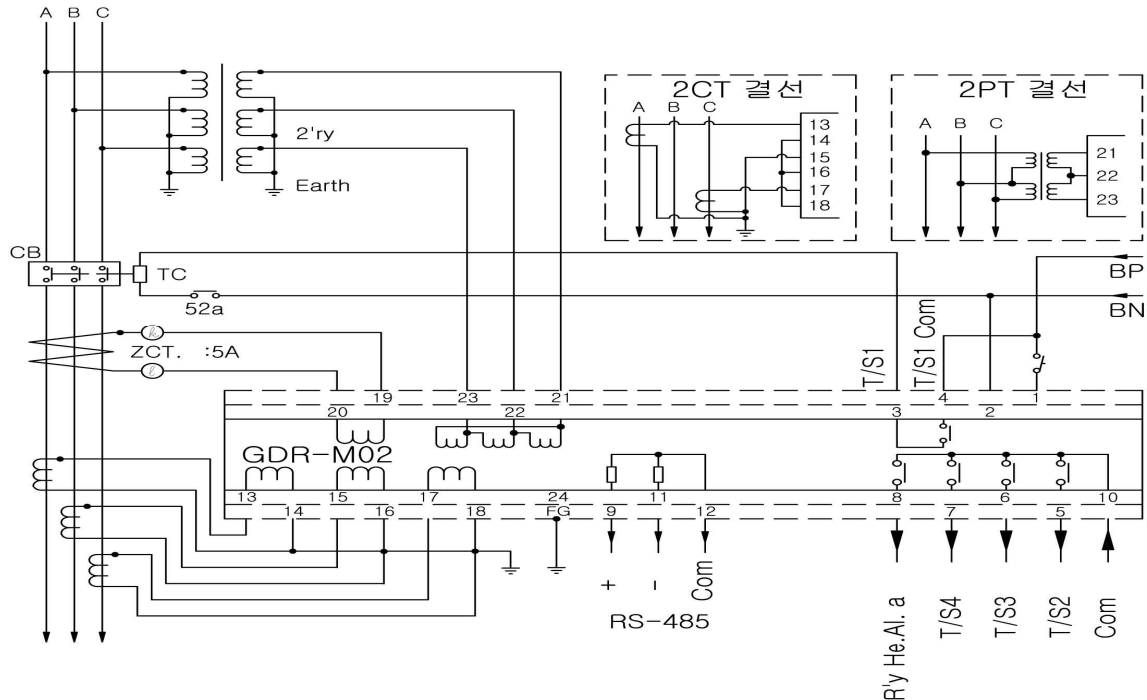 A B C
2'ry
Earth
2CT 결선
A B C
13
14
15
16
17
18
2PT 결선
A B C
21
22
23
CB
TC
52a
BP
BN
k
ZCT. :5A
ℓ
T/S1
T/S1 Com
19 23 21 4 1
20 22 3 2
GDR-M02
13 15 17 24 11 8 6 10
14 16 18 FG 9 12 7 5
+
-
Com
RS-485
R'y He.Al. a
T/S4
T/S3
T/S2
Com